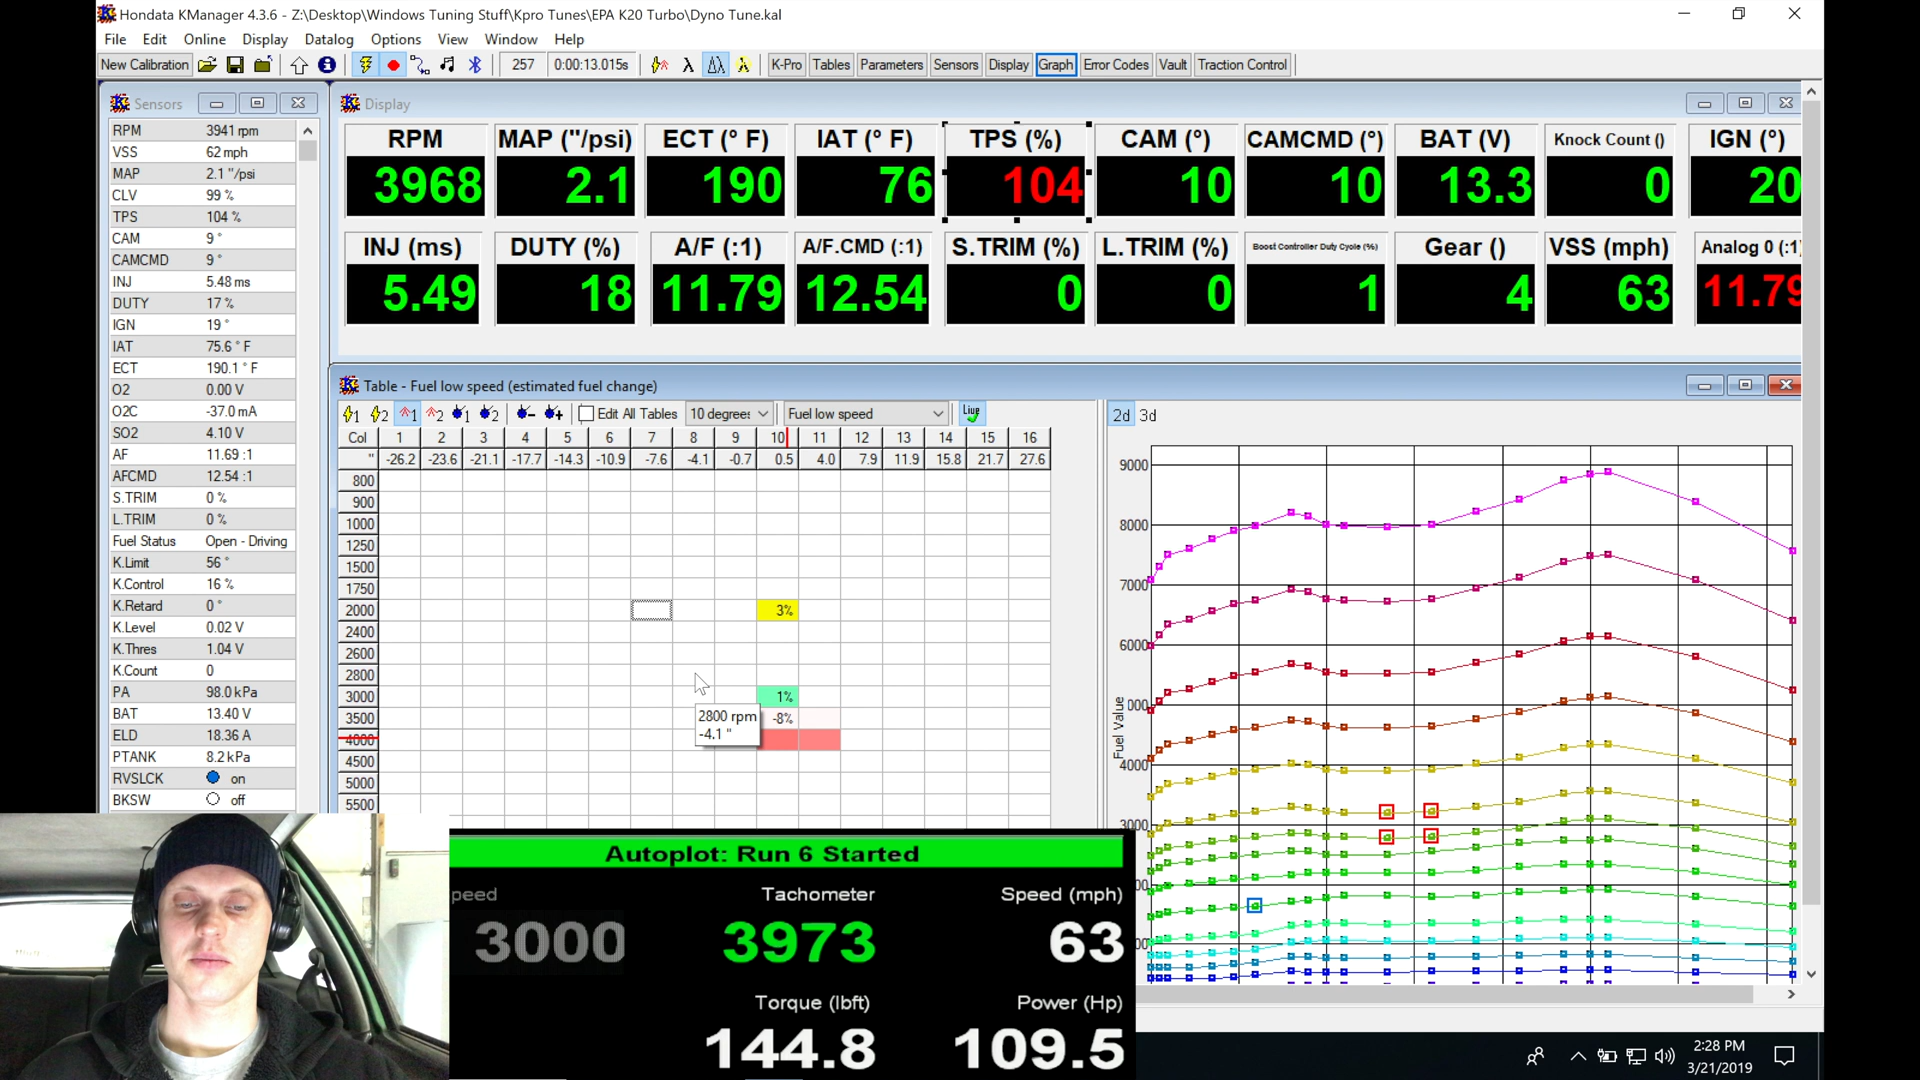 Hondata KManager 4.3.6 - Z:\Desktop\Windows Tuning Stuff\Kpro Tunes\EPA K20 Turbo\Dyno Tune.kal
File Edit Online Display Datalog Options View Window Help
New Calibration 257 0:00:13.015s K-Pro Tables Parameters Sensors Display Graph Error Codes Vault Traction Control
Sensors
RPM 3941 rpm
VSS 62 mph
MAP 2.1 "/psi
CLV 99 %
TPS 104 %
CAM 9 °
CAMCMD 9 °
INJ 5.48 ms
DUTY 17 %
IGN 19 °
IAT 75.6 ° F
ECT 190.1 ° F
O2 0.00 V
O2C -37.0 mA
SO2 4.10 V
AF 11.69 :1
AFCMD 12.54 :1
S.TRIM 0 %
L.TRIM 0 %
Fuel Status Open - Driving
K.Limit 56 °
K.Control 16 %
K.Retard 0 °
K.Level 0.02 V
K.Thres 1.04 V
K.Count 0
PA 98.0 kPa
BAT 13.40 V
ELD 18.36 A
PTANK 8.2 kPa
RVSLCK on
BKSW off
Display
RPM MAP ("/psi) ECT (° F) IAT (° F) TPS (%) CAM (°) CAMCMD (°) BAT (V) Knock Count () IGN (°)
3968 2.1 190 76 104 10 10 13.3 0 20
INJ (ms) DUTY (%) A/F (:1) A/F.CMD (:1) S.TRIM (%) L.TRIM (%) Boost Controller Duty Cycle (%) Gear () VSS (mph) Analog 0 (:1)
5.49 18 11.79 12.54 0 0 1 4 63 11.79
Table - Fuel low speed (estimated fuel change)
1 2 1 2 1 2 Edit All Tables 10 degrees Fuel low speed Live
Col 1 2 3 4 5 6 7 8 9 10 11 12 13 14 15 16
" -26.2 -23.6 -21.1 -17.7 -14.3 -10.9 -7.6 -4.1 -0.7 0.5 4.0 7.9 11.9 15.8 21.7 27.6
800
900
1000
1250
1500
1750
2000 3%
2400
2600
2800
3000 1%
3500 -8%
4000
4500
5000
5500
2800 rpm
-4.1 "
2d 3d
9000
8000
7000
6000
4000
3000
Fuel Value
Autoplot: Run 6 Started
peed Tachometer Speed (mph)
3000 3973 63
Torque (lbft) Power (Hp)
144.8 109.5
2:28 PM
3/21/2019